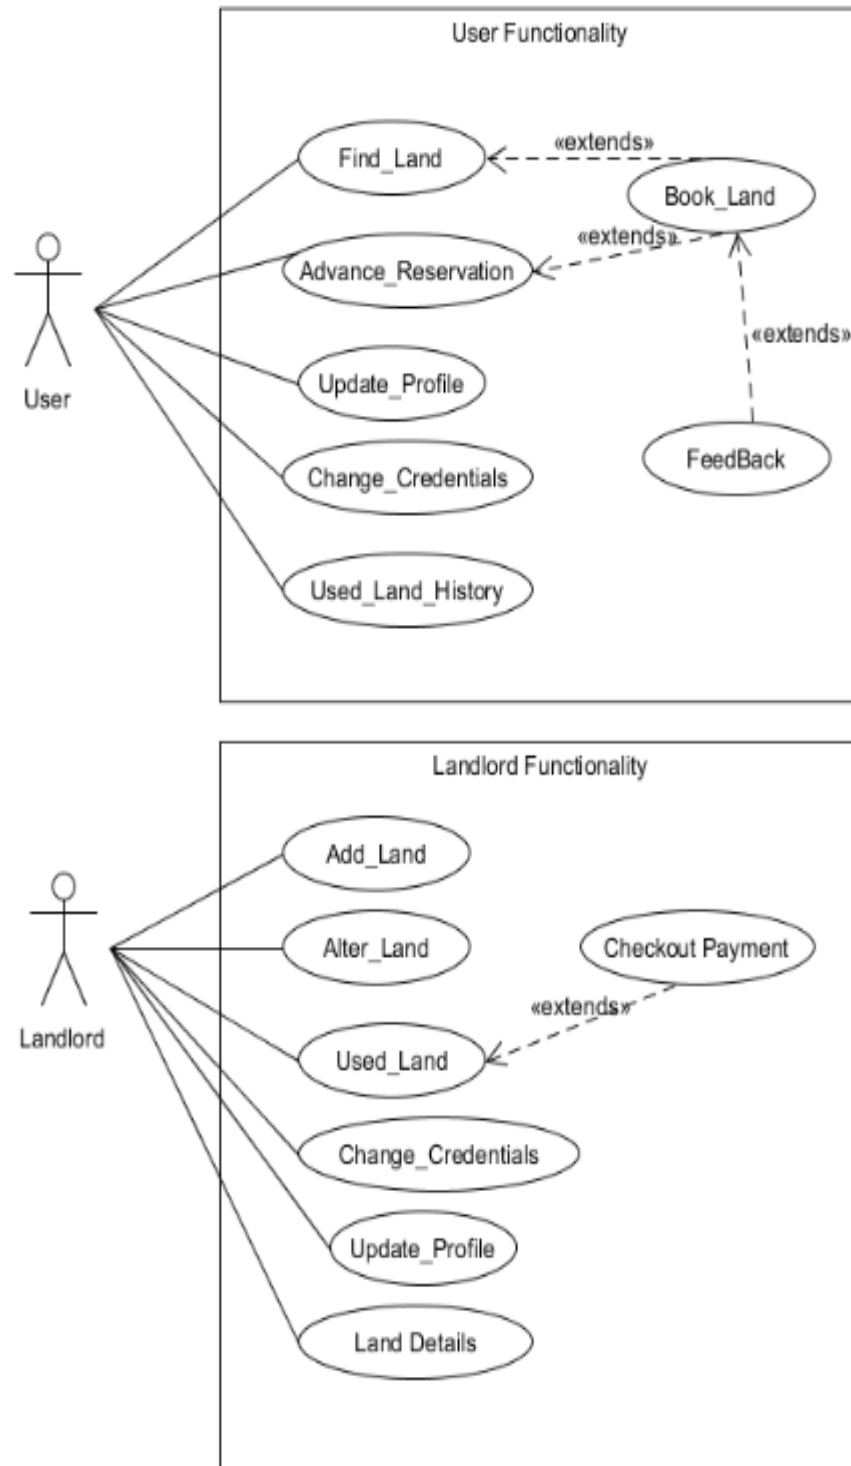 User Functionality
Find_Land
«extends»
Book_Land
«extends»
Advance_Reservation
«extends»
User
Update_Profile
FeedBack
Change_Credentials
Used_Land_History
Landlord Functionality
Add_Land
Alter_Land
Checkout Payment
«extends»
Landlord
Used_Land
Change_Credentials
Update_Profile
Land Details